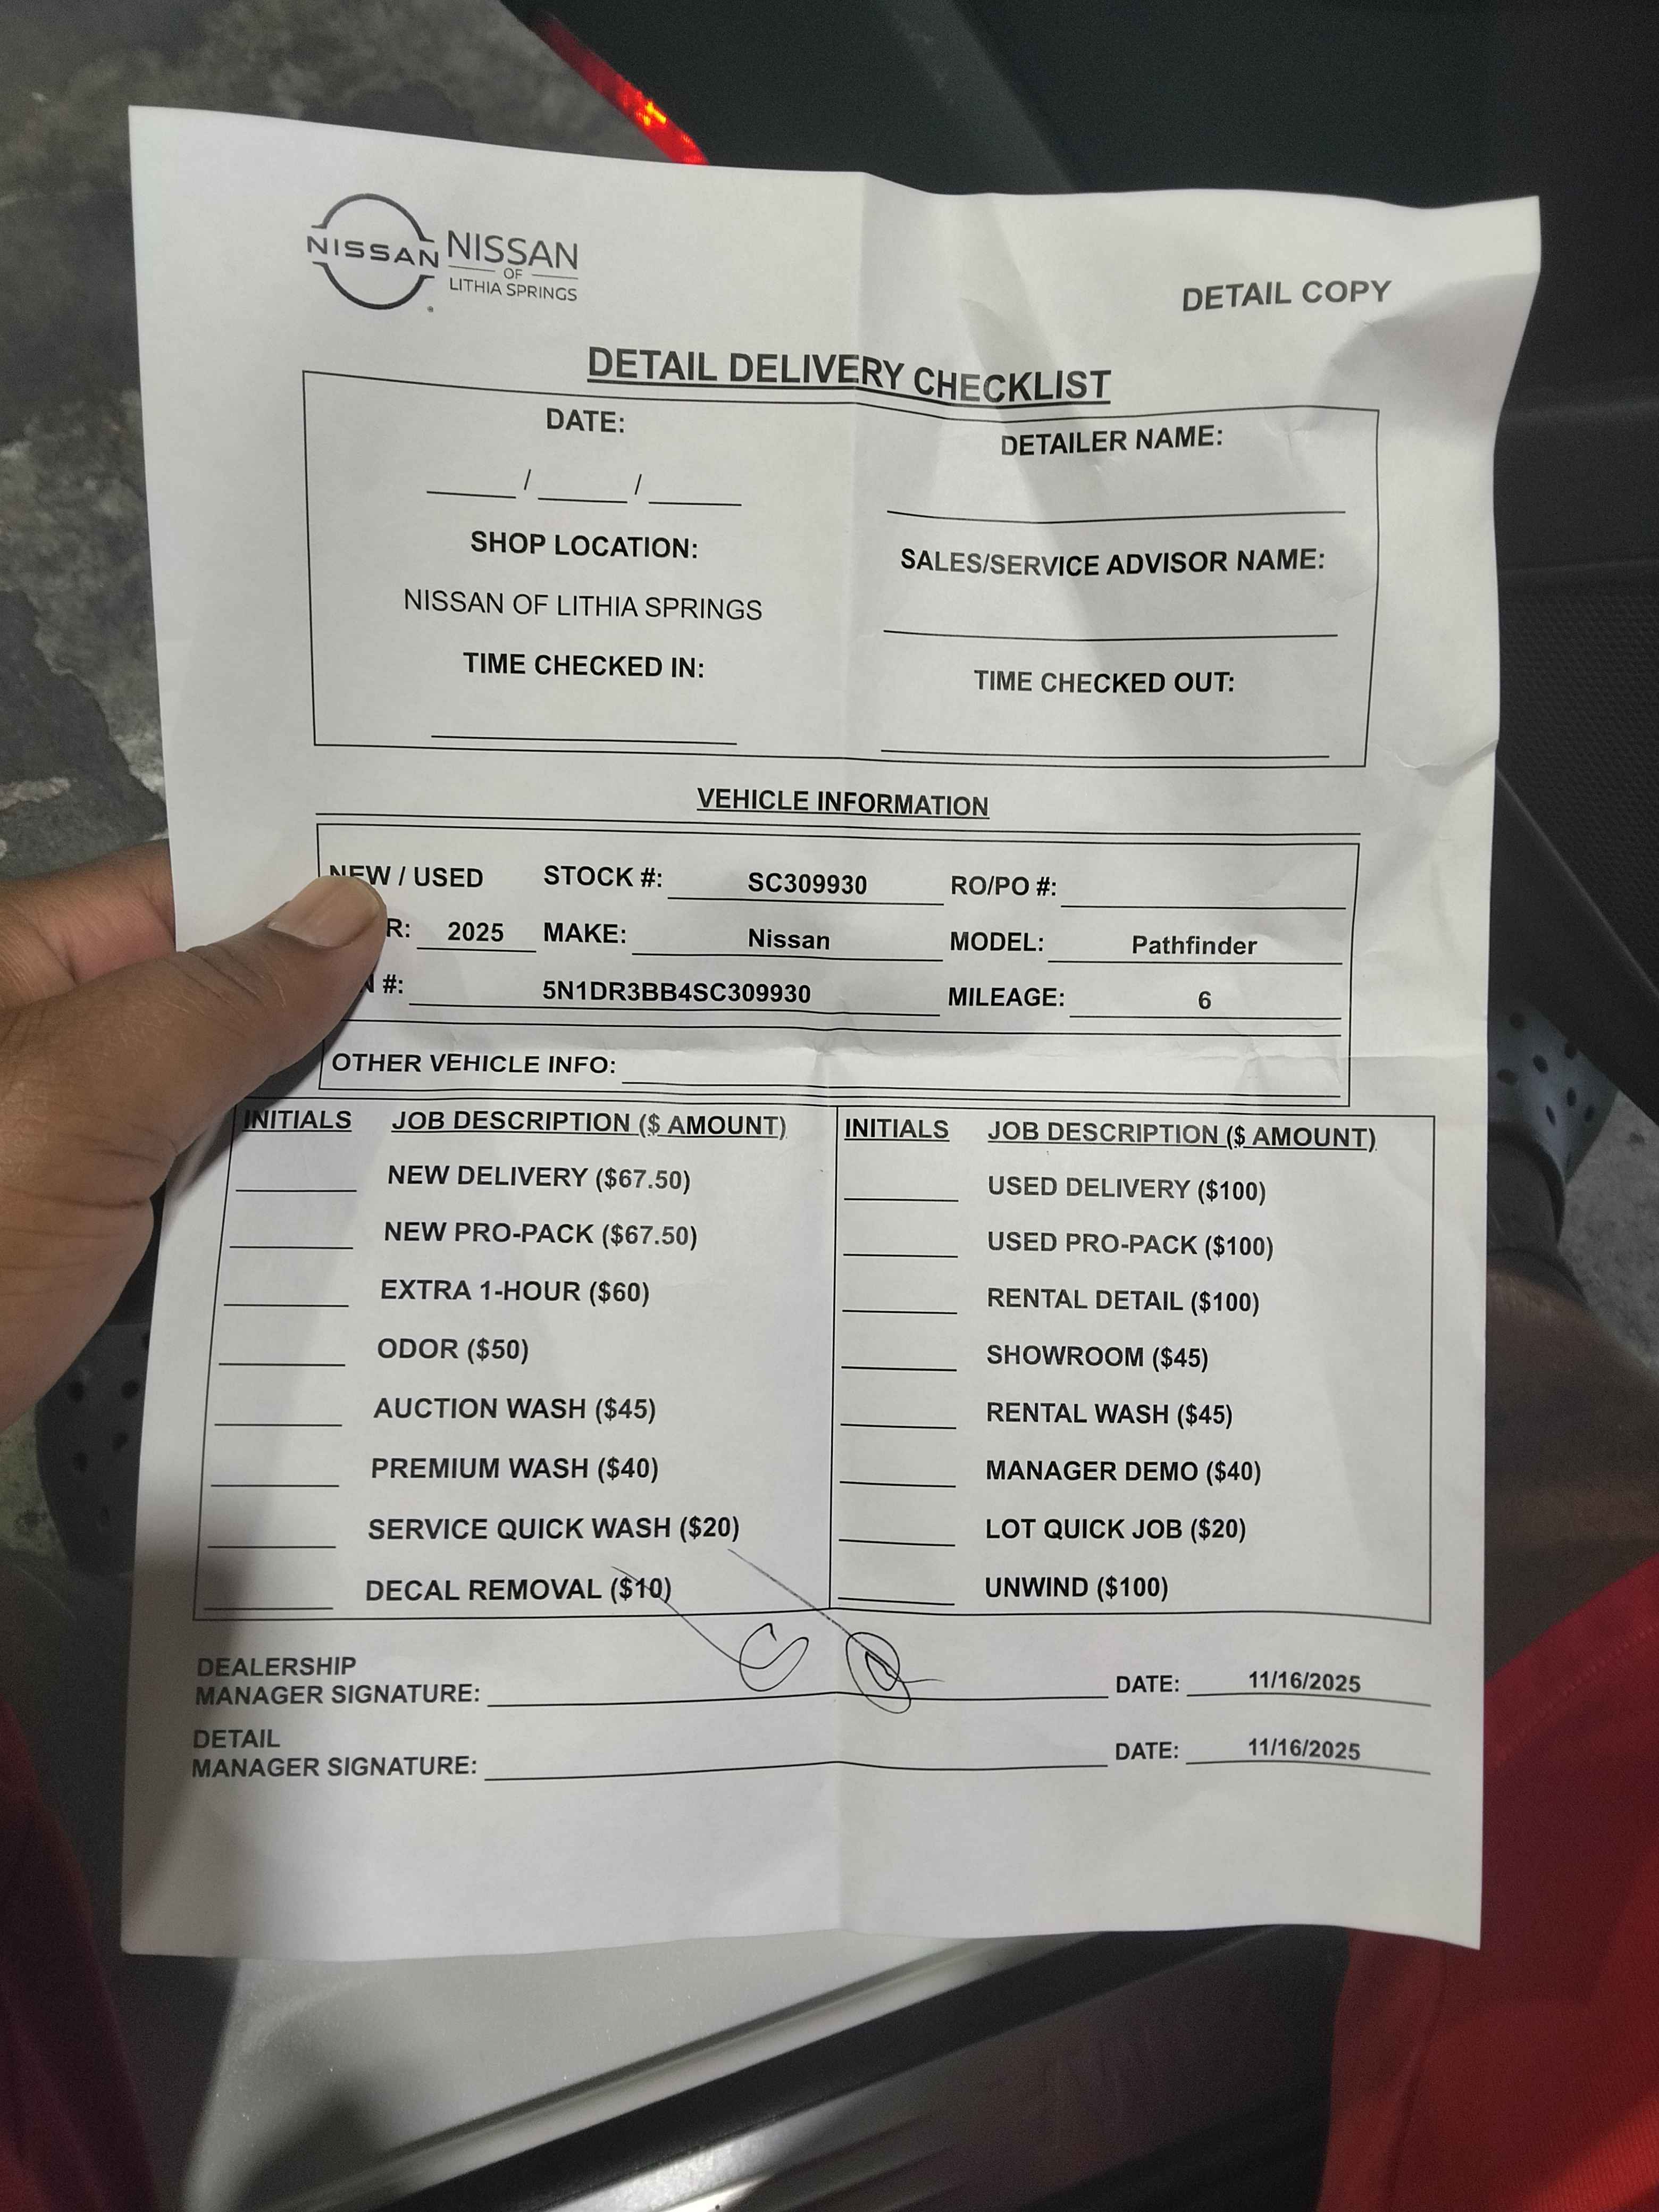 NISSAN NISSAN
OF
LITHIA SPRINGS
DETAIL COPY
DETAIL DELIVERY CHECKLIST
DATE:
DETAILER NAME:
____ / ____ / ____
SHOP LOCATION:
SALES/SERVICE ADVISOR NAME:
NISSAN OF LITHIA SPRINGS
TIME CHECKED IN:
TIME CHECKED OUT:
VEHICLE INFORMATION
NEW / USED STOCK #: SC309930 RO/PO #:
R: 2025 MAKE: Nissan MODEL: Pathfinder
N #: 5N1DR3BB4SC309930 MILEAGE: 6
OTHER VEHICLE INFO:
INITIALS JOB DESCRIPTION ($ AMOUNT) INITIALS JOB DESCRIPTION ($ AMOUNT)
NEW DELIVERY ($67.50) USED DELIVERY ($100)
NEW PRO-PACK ($67.50) USED PRO-PACK ($100)
EXTRA 1-HOUR ($60) RENTAL DETAIL ($100)
ODOR ($50) SHOWROOM ($45)
AUCTION WASH ($45) RENTAL WASH ($45)
PREMIUM WASH ($40) MANAGER DEMO ($40)
SERVICE QUICK WASH ($20) LOT QUICK JOB ($20)
DECAL REMOVAL ($10) UNWIND ($100)
DEALERSHIP
MANAGER SIGNATURE: DATE: 11/16/2025
DETAIL
MANAGER SIGNATURE: DATE: 11/16/2025